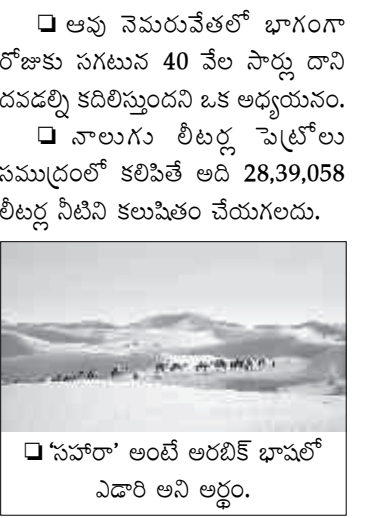 ❑ ఆవు నెమరువేతలో భాగంగా
రోజుకు సగటున 40 వేల సార్లు దాని
దవడల్ని కదిలిస్తుందని ఒక అధ్యయనం.
❑ నాలుగు లీటర్ల పెట్రోలు
సముద్రంలో కలిపితే అది 28,39,058
లీటర్ల నీటిని కలుషితం చేయగలదు.
❑ ‘సహారా’ అంటే అరబిక్ భాషలో
ఎడారి అని అర్థం.